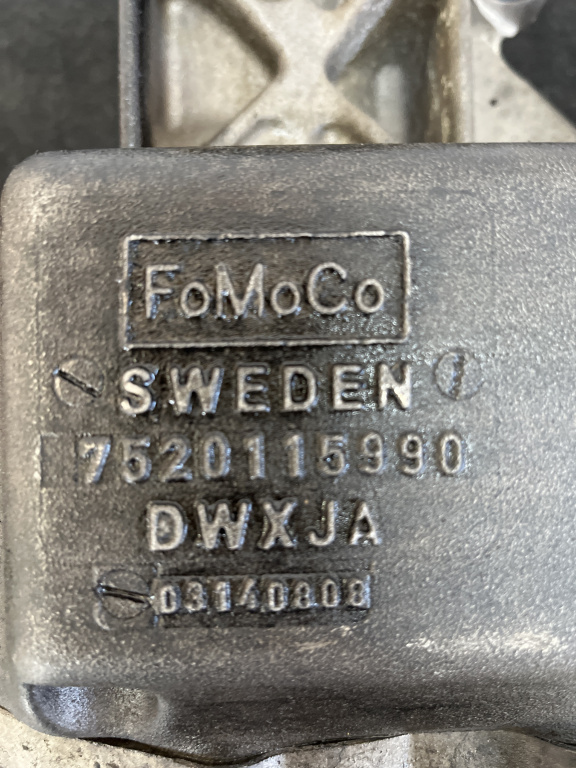 FoMoCo
SWEDEN
7520115990
DWXJA
03140808